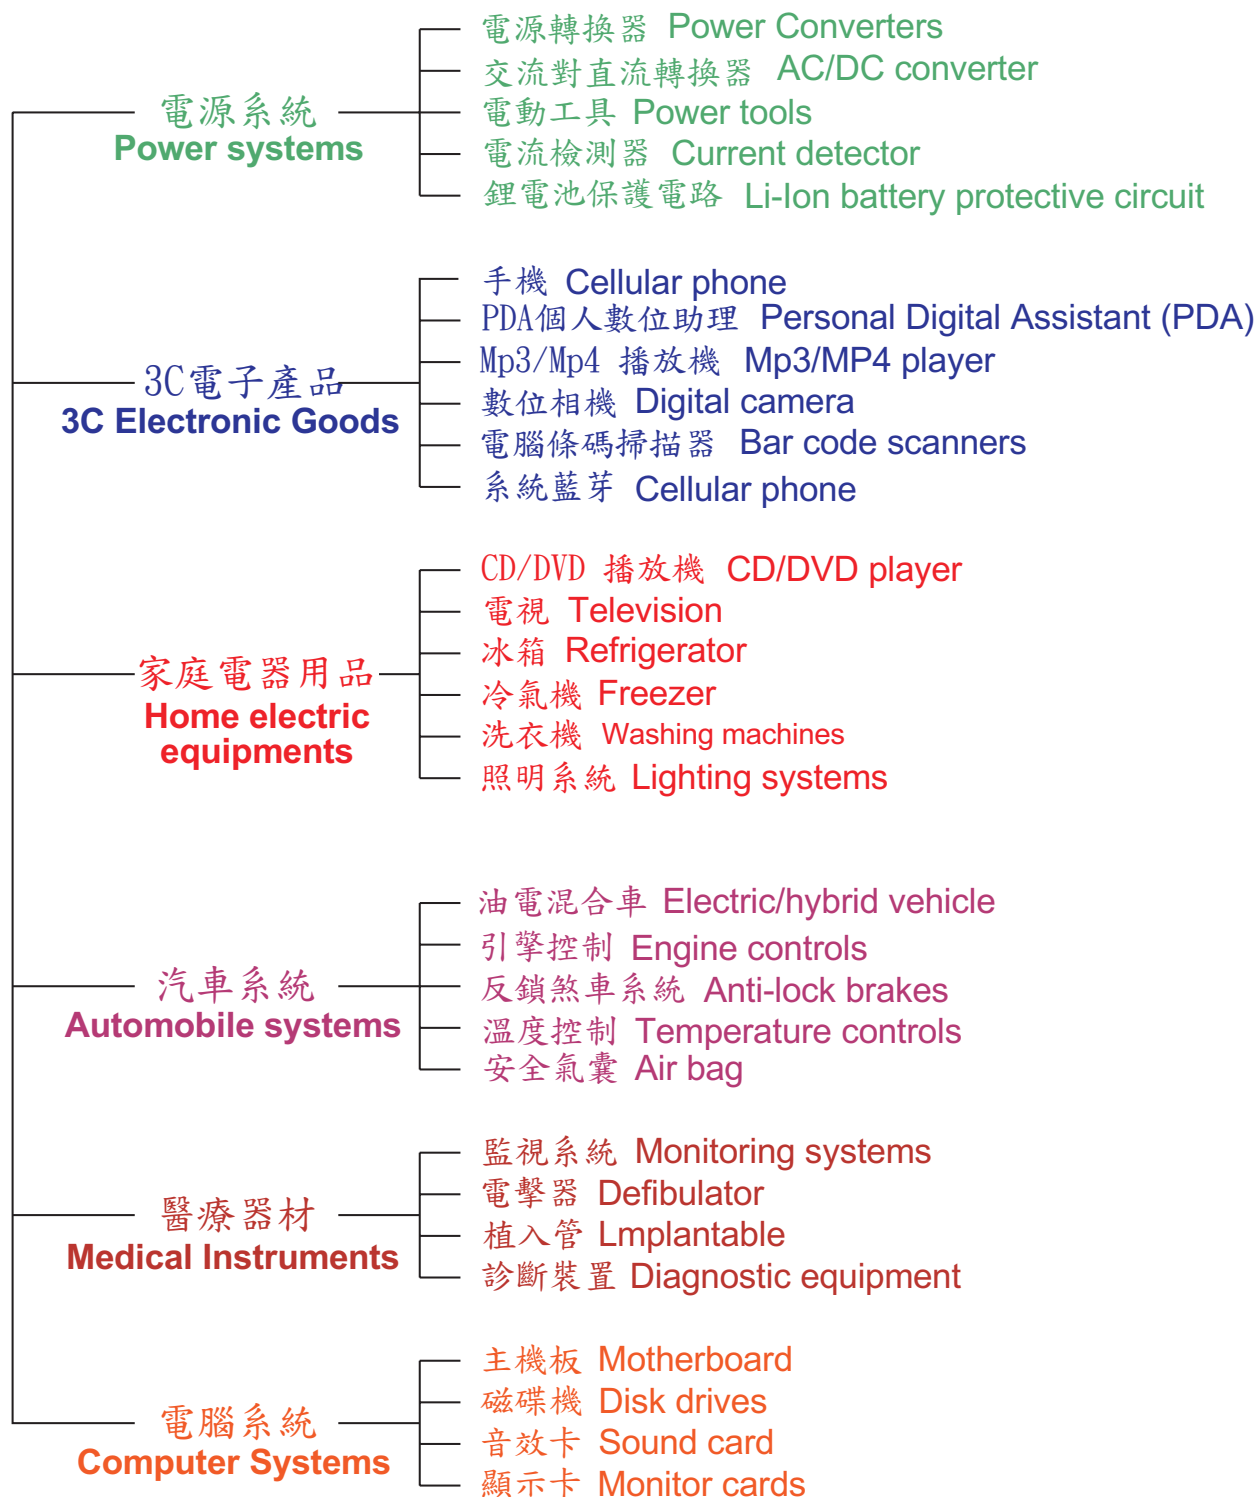 電源系統
Power systems
電源轉換器 Power Converters
交流對直流轉換器 AC/DC converter
電動工具 Power tools
電流檢測器 Current detector
鋰電池保護電路 Li-Ion battery protective circuit
3C電子產品
3C Electronic Goods
手機 Cellular phone
PDA個人數位助理 Personal Digital Assistant (PDA)
Mp3/Mp4 播放機 Mp3/MP4 player
數位相機 Digital camera
電腦條碼掃描器 Bar code scanners
系統藍芽 Cellular phone
家庭電器用品
Home electric
equipments
CD/DVD 播放機 CD/DVD player
電視 Television
冰箱 Refrigerator
冷氣機 Freezer
洗衣機 Washing machines
照明系統 Lighting systems
汽車系統
Automobile systems
油電混合車 Electric/hybrid vehicle
引擎控制 Engine controls
反鎖煞車系統 Anti-lock brakes
溫度控制 Temperature controls
安全氣囊 Air bag
醫療器材
Medical Instruments
監視系統 Monitoring systems
電擊器 Defibulator
植入管 Lmplantable
診斷裝置 Diagnostic equipment
電腦系統
Computer Systems
主機板 Motherboard
磁碟機 Disk drives
音效卡 Sound card
顯示卡 Monitor cards